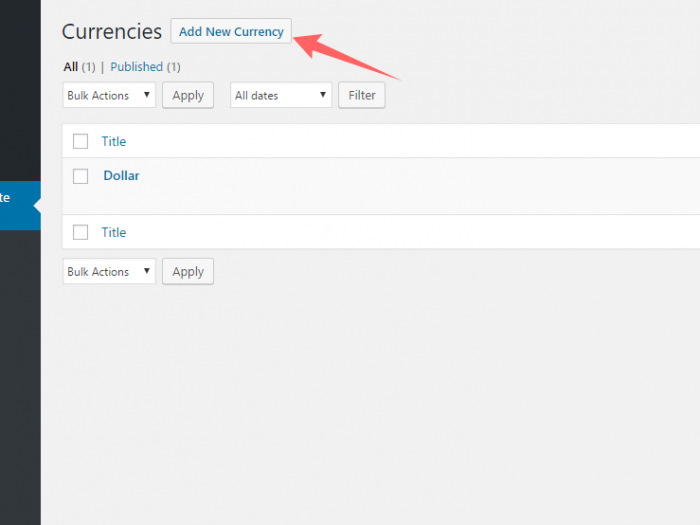 Currencies Add New Currency
All (1) | Published (1)
Bulk Actions Apply All dates Filter
Title
Dollar
te
Title
Bulk Actions Apply